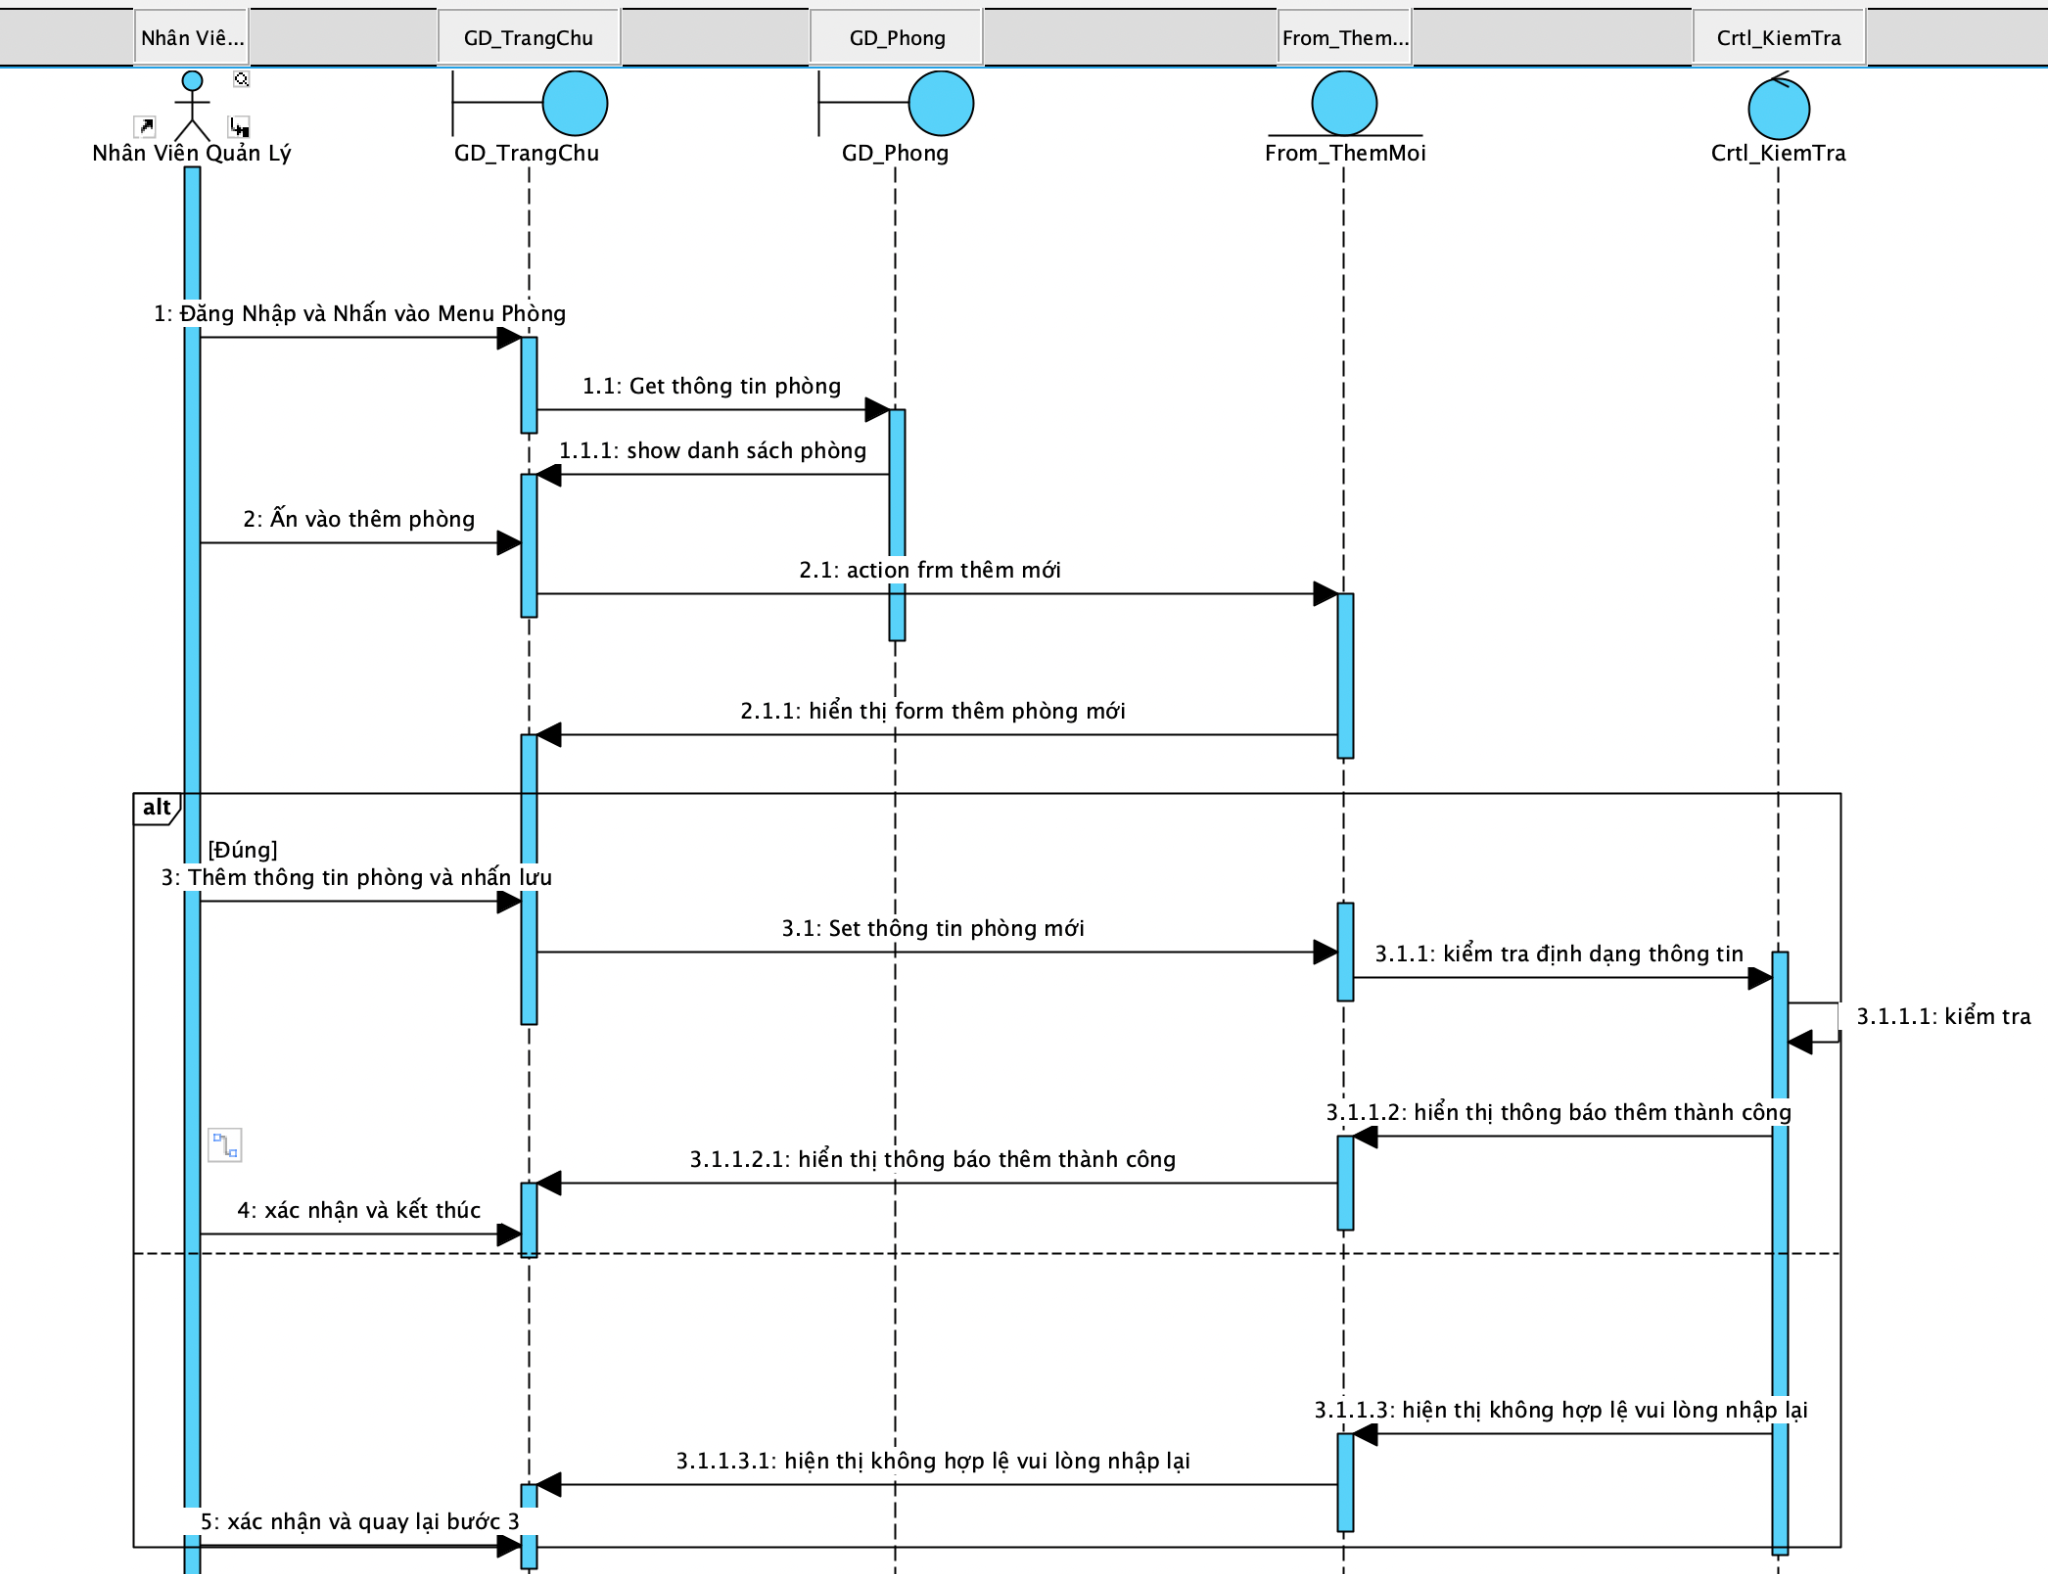 Nhân Viê...
GD_TrangChu
GD_Phong
From_Them...
Crtl_KiemTra
Nhân Viên Quản Lý
GD_TrangChu
GD_Phong
From_ThemMoi
Crtl_KiemTra
1: Đăng Nhập và Nhấn vào Menu Phòng
1.1: Get thông tin phòng
1.1.1: show danh sách phòng
2: Ấn vào thêm phòng
2.1: action frm thêm mới
2.1.1: hiển thị form thêm phòng mới
alt
[Đúng]
3: Thêm thông tin phòng và nhấn lưu
3.1: Set thông tin phòng mới
3.1.1: kiểm tra định dạng thông tin
3.1.1.1: kiểm tra
3.1.1.2: hiển thị thông báo thêm thành công
3.1.1.2.1: hiển thị thông báo thêm thành công
4: xác nhận và kết thúc
3.1.1.3: hiện thị không hợp lệ vui lòng nhập lại
3.1.1.3.1: hiện thị không hợp lệ vui lòng nhập lại
5: xác nhận và quay lại bước 3